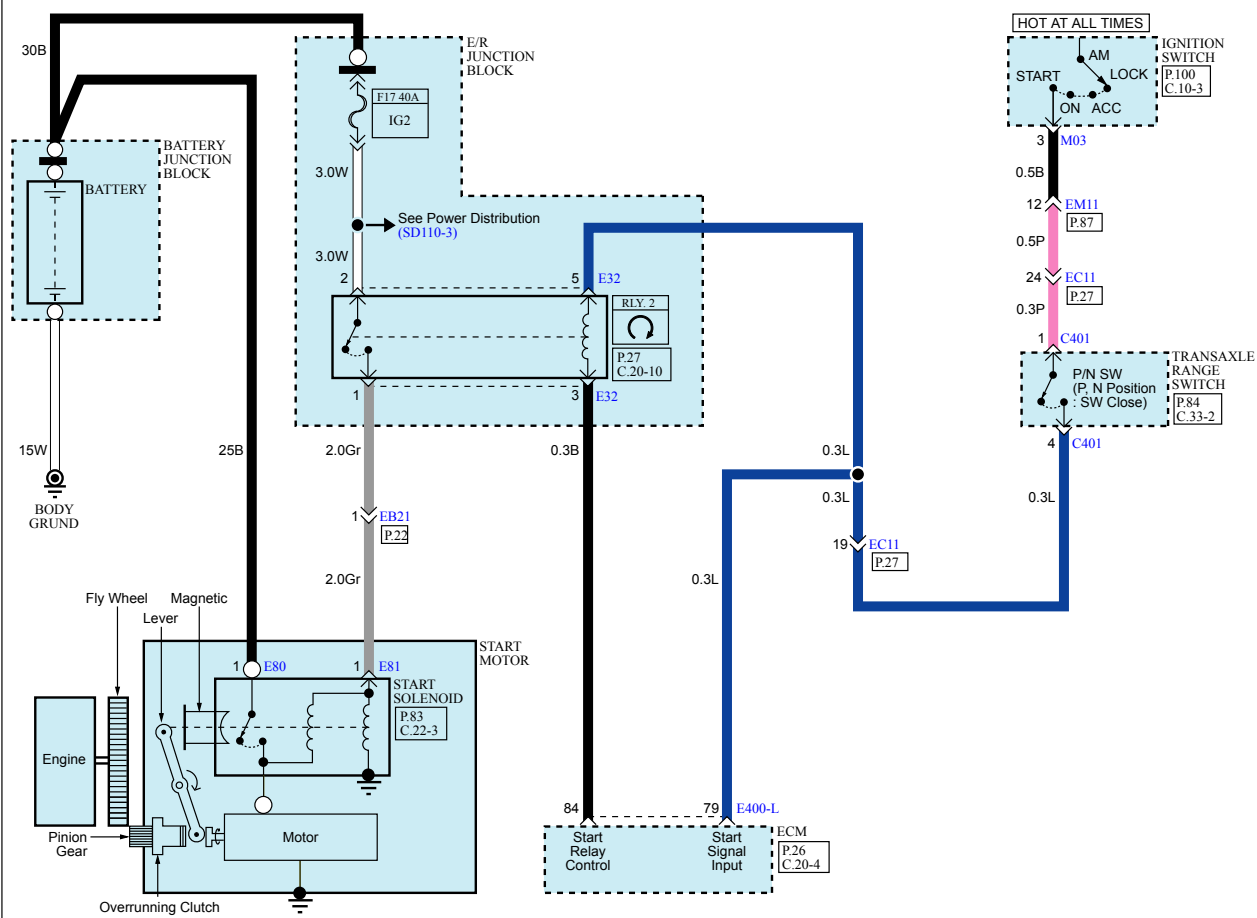 HOT AT ALL TIMES
30B
E/R
JUNCTION
BLOCK
IGNITION
SWITCH
P.100
C.10-3
AM
START
LOCK
ON
ACC
F17 40A
IG2
3 M03
0.5B
BATTERY
JUNCTION
BLOCK
BATTERY
3.0W
12 EM11
P.87
See Power Distribution
(SD110-3)
0.5P
3.0W
24 EC11
P.27
2
5 E32
0.3P
RLY. 2
P.27
C.20-10
1 C401
TRANSAXLE
RANGE
SWITCH
P.84
C.33-2
P/N SW
(P, N Position
: SW Close)
1
3 E32
4 C401
15W
25B
2.0Gr
0.3B
0.3L
0.3L
0.3L
BODY
GRUND
1 EB21
P.22
19 EC11
P.27
2.0Gr
0.3L
Fly Wheel
Magnetic
Lever
START
MOTOR
1 E80
1 E81
START
SOLENOID
P.83
C.22-3
Engine
Pinion
Gear
Motor
Overrunning Clutch
84
79 E400-L
Start
Relay
Control
Start
Signal
Input
ECM
P.26
C.20-4